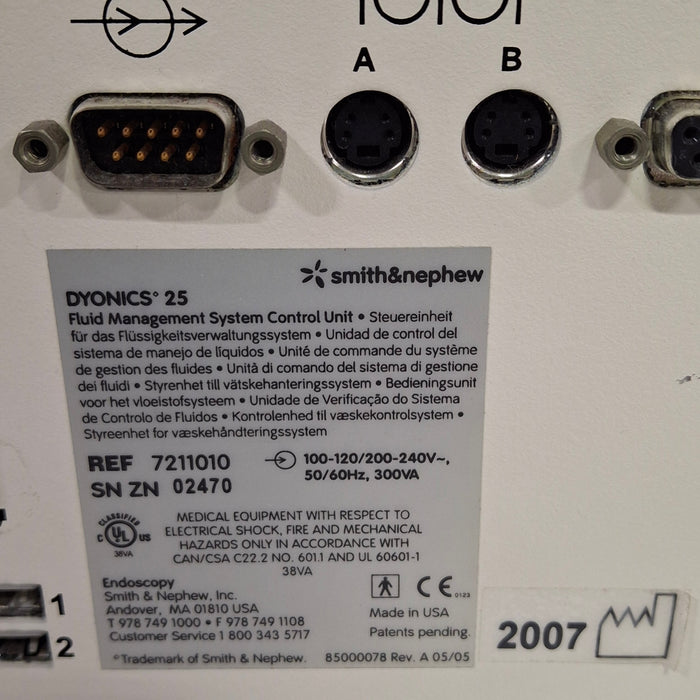 A B
smith&nephew
DYONICS° 25
Fluid Management System Control Unit • Steuereinheit
für das Flüssigkeitsverwaltungssystem • Unidad de control del
sistema de manejo de líquidos • Unité de commande du système
de gestion des fluides • Unità di comando del sistema di gestione
dei fluidi • Styrenhet till vätskehanteringssystem • Bedieningsunit
voor het vloeistofsysteem • Unidade de Verificação do Sistema
de Controlo de Fluidos • Kontrolenhed til væskekontrolsystem •
Styreenhet for væskehåndteringssystem
REF 7211010 100-120/200-240V~,
50/60Hz, 300VA
SN ZN 02470
CLASSIFIED
C UL US
38VA
MEDICAL EQUIPMENT WITH RESPECT TO
ELECTRICAL SHOCK, FIRE AND MECHANICAL
HAZARDS ONLY IN ACCORDANCE WITH
CAN/CSA C22.2 NO. 601.1 AND UL 60601-1
38VA
Endoscopy
Smith & Nephew, Inc.
Andover, MA 01810 USA
T 978 749 1000 • F 978 749 1108
Customer Service 1 800 343 5717
°Trademark of Smith & Nephew.
CE 0123
Made in USA
Patents pending.
85000078 Rev. A 05/05
1
2
2007